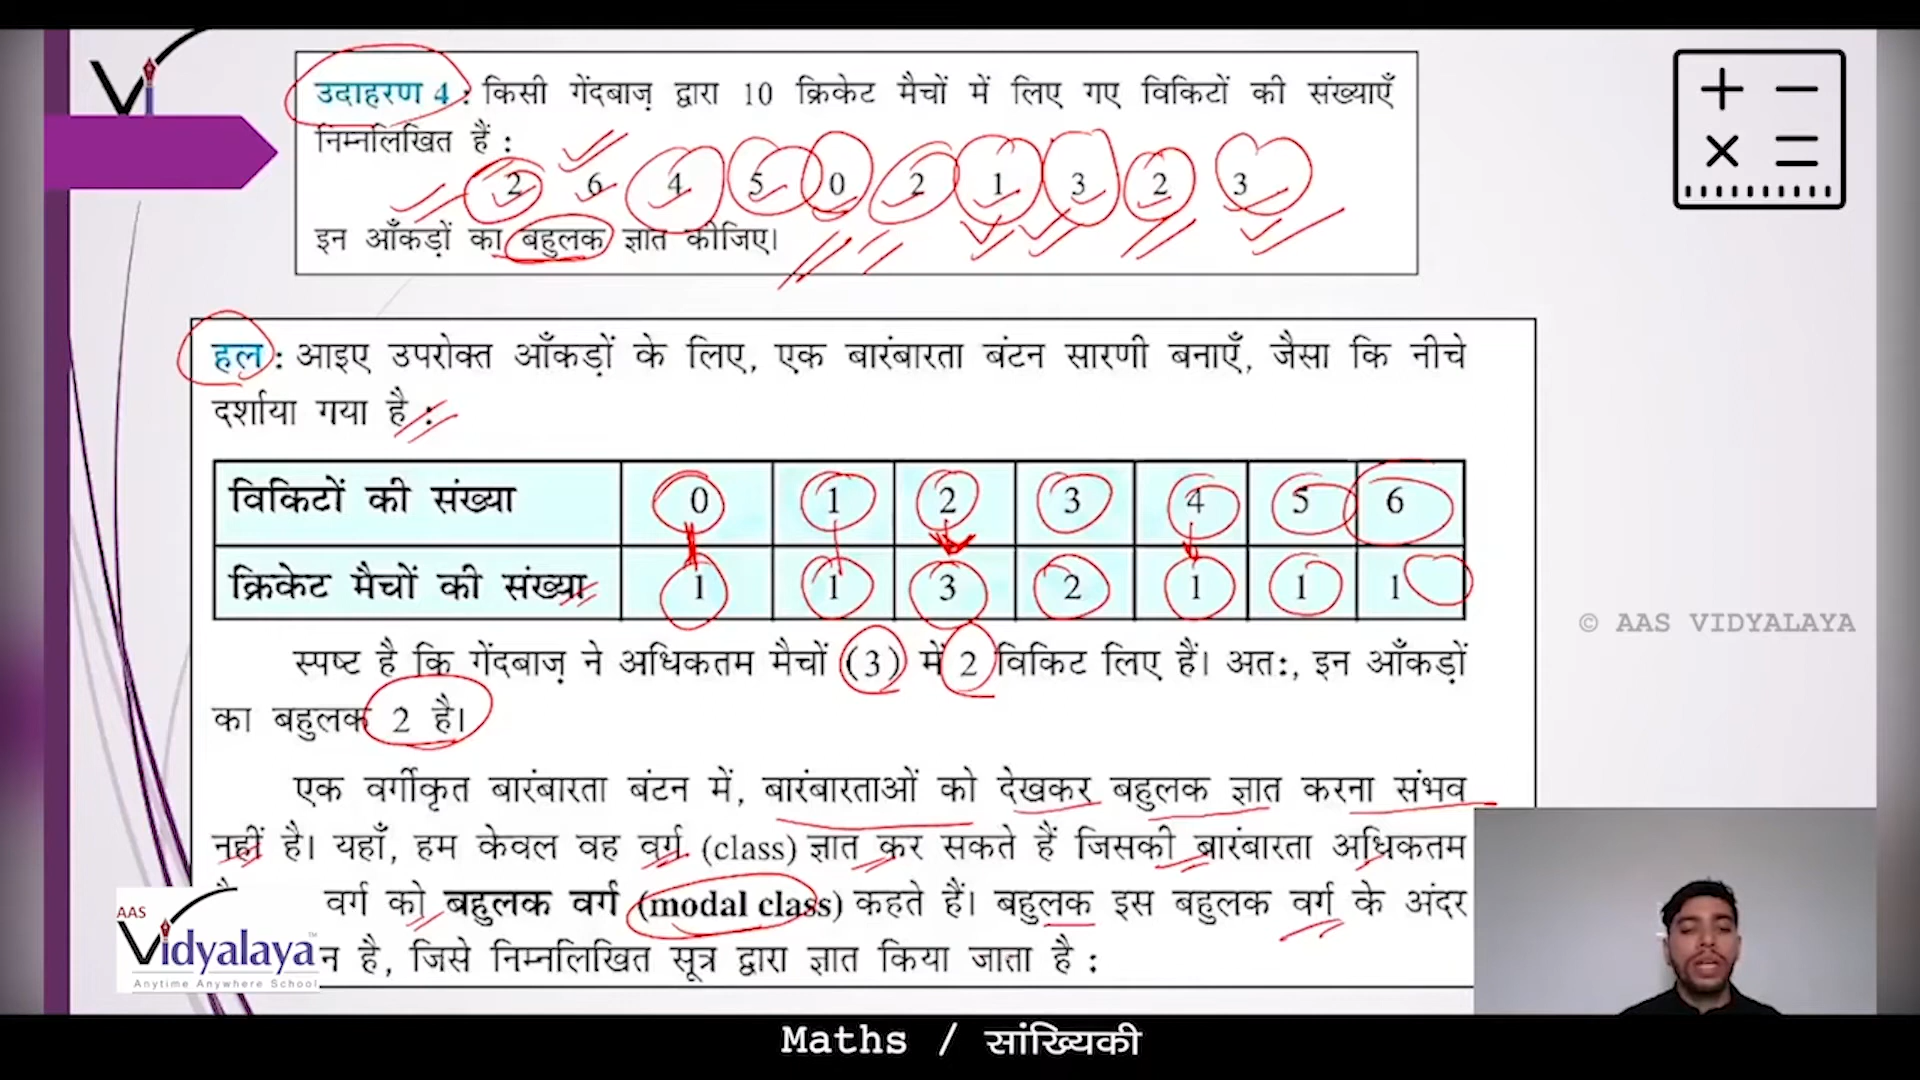 उदाहरण 4 : किसी गेंदबाज़ द्वारा 10 क्रिकेट मैचों में लिए गए विकिटों की संख्याएँ
निम्नलिखित हैं :
2 6 4 5 0 2 1 3 2 3
इन आँकड़ों का बहुलक ज्ञात कीजिए।
हल : आइए उपरोक्त आँकड़ों के लिए, एक बारंबारता बंटन सारणी बनाएँ, जैसा कि नीचे
दर्शाया गया है :
विकिटों की संख्या 0 1 2 3 4 5 6
क्रिकेट मैचों की संख्या 1 1 3 2 1 1 1
स्पष्ट है कि गेंदबाज़ ने अधिकतम मैचों (3) में 2 विकिट लिए हैं। अतः, इन आँकड़ों
का बहुलक 2 है।
एक वर्गीकृत बारंबारता बंटन में, बारंबारताओं को देखकर बहुलक ज्ञात करना संभव
नहीं है। यहाँ, हम केवल वह वर्ग (class) ज्ञात कर सकते हैं जिसकी बारंबारता अधिकतम
वर्ग को बहुलक वर्ग (modal class) कहते हैं। बहुलक इस बहुलक वर्ग के अंदर
न है, जिसे निम्नलिखित सूत्र द्वारा ज्ञात किया जाता है :
AAS
Vidyalaya
TM
Anytime Anywhere School
© AAS VIDYALAYA
Maths / सांख्यिकी